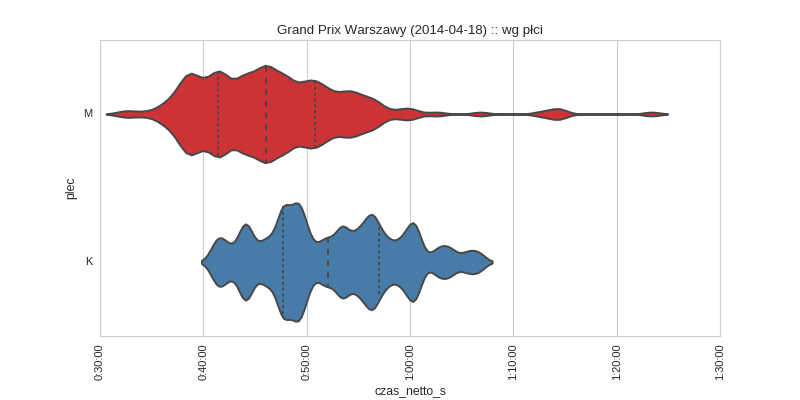 Grand Prix Warszawy (2014-04-18) :: wg płci
M
płec
K
0:30:00
0:40:00
0:50:00
1:00:00
1:10:00
1:20:00
1:30:00
czas_netto_s